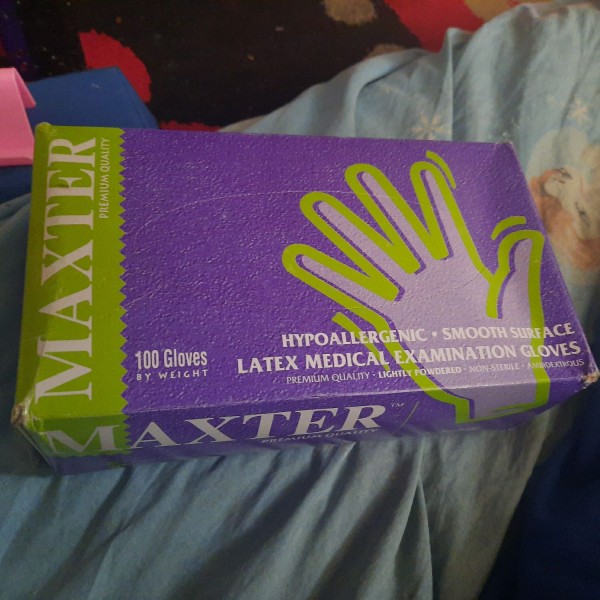 MAXTER
PREMIUM QUALITY
HYPOALLERGENIC • SMOOTH SURFACE
100 Gloves
BY WEIGHT
LATEX MEDICAL EXAMINATION GLOVES
PREMIUM QUALITY - LIGHTLY POWDERED - NON-STERILE - AMBIDEXTROUS
MAXTER™
PREMIUM QUALITY